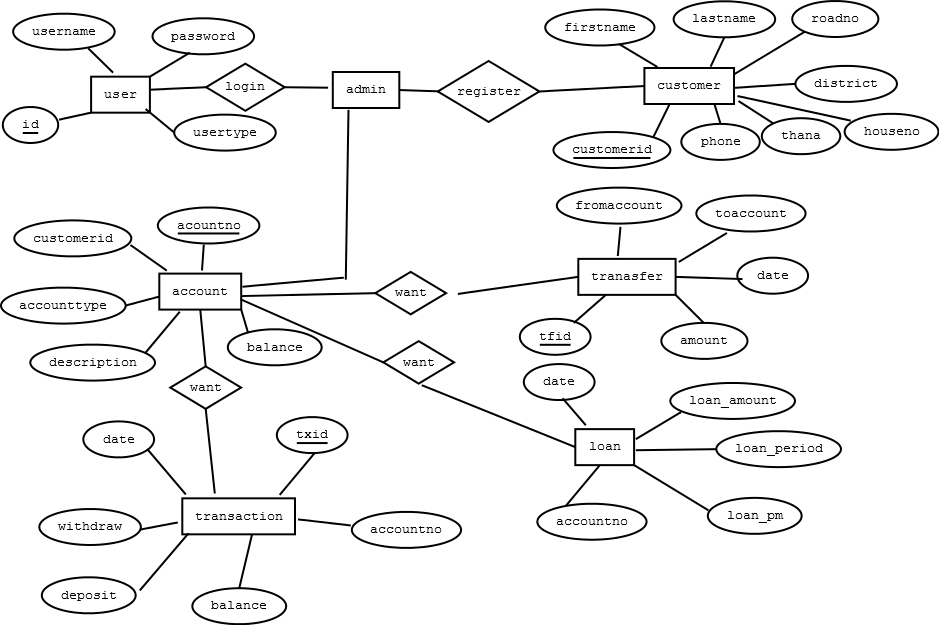 username
password
firstname
lastname
roadno
user
login
admin
register
customer
district
id
usertype
customerid
phone
thana
houseno
customerid
acountno
fromaccount
toaccount
accounttype
account
want
tranasfer
date
description
balance
want
tfid
amount
want
date
loan_amount
date
txid
loan
loan_period
withdraw
transaction
accountno
accountno
loan_pm
deposit
balance